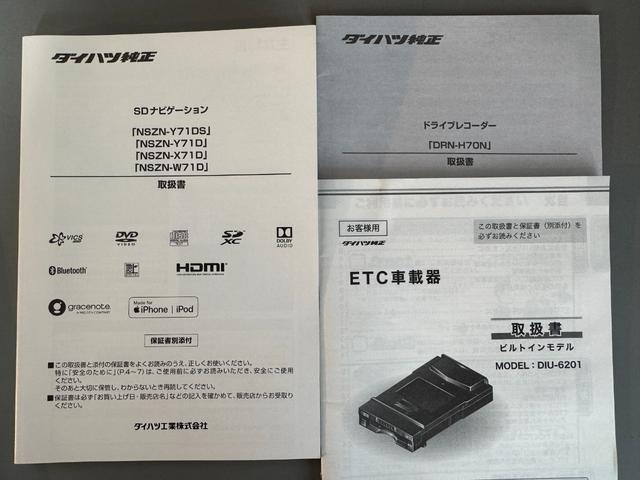 ダイハツ純正
SDナビゲーション
「NSZN-Y71DS」
「NSZN-Y71D」
「NSZN-X71D」
「NSZN-W71D」
取扱書
VICS
DVD
VIDEO
SD
XC
DOLBY
AUDIO
Bluetooth
HDMI
gracenote.
Made for
iPhone | iPod
保証書別添付
■この取扱書と添付の保証書をよくお読みのうえ、正しくお使いください。
特に「安全のために」(P.4~7)は、ご使用前に必ずお読みいただき、安全にご使用
ください。
そのあと大切に保管し、わからないとき再読してください。
■保証書は必ず「お買い上げ日・販売店名」などの記入を確かめて、販売店からお受取り
ください。
ダイハツ工業株式会社
ダイハツ純正
ドライブレコーダー
「DRN-H70N」
取扱書
お客様用
ダイハツ純正
この取扱書と保証書(別添付)を
必ずお読みください
ETC車載器
取扱書
ビルトインモデル
MODEL:DIU-6201